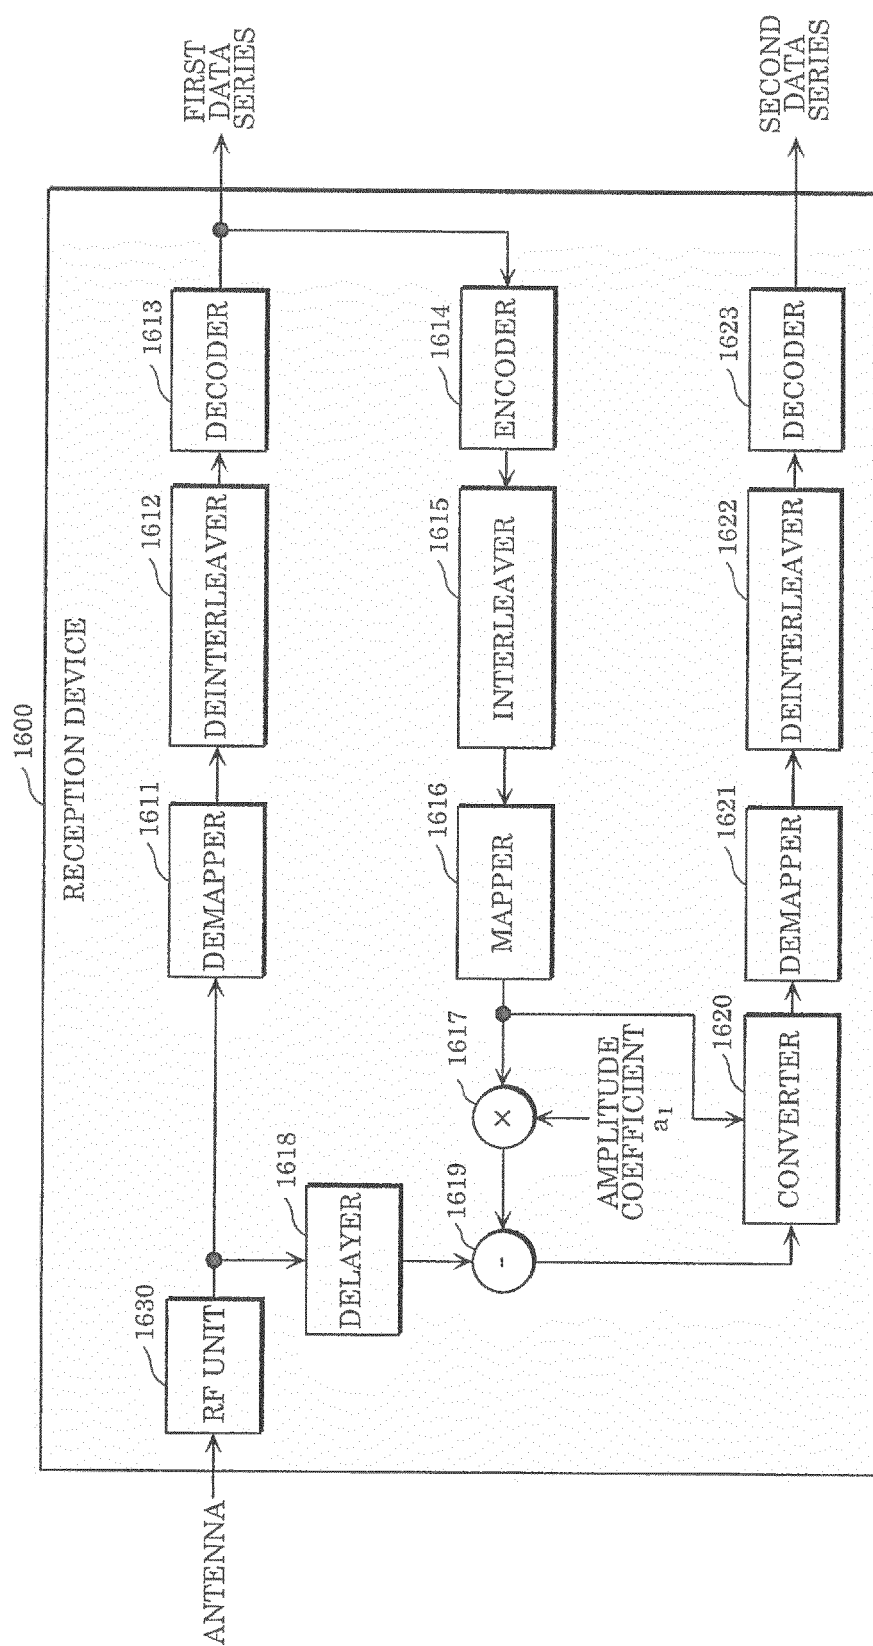 1600
RECEPTION DEVICE
ANTENNA
1630
RF UNIT
1611
DEMAPPER
1612
DEINTERLEAVER
1613
DECODER
FIRST
DATA
SERIES
1618
DELAYER
1619
-
1617
×
AMPLITUDE
COEFFICIENT
a1
1616
MAPPER
1615
INTERLEAVER
1614
ENCODER
1620
CONVERTER
1621
DEMAPPER
1622
DEINTERLEAVER
1623
DECODER
SECOND
DATA
SERIES